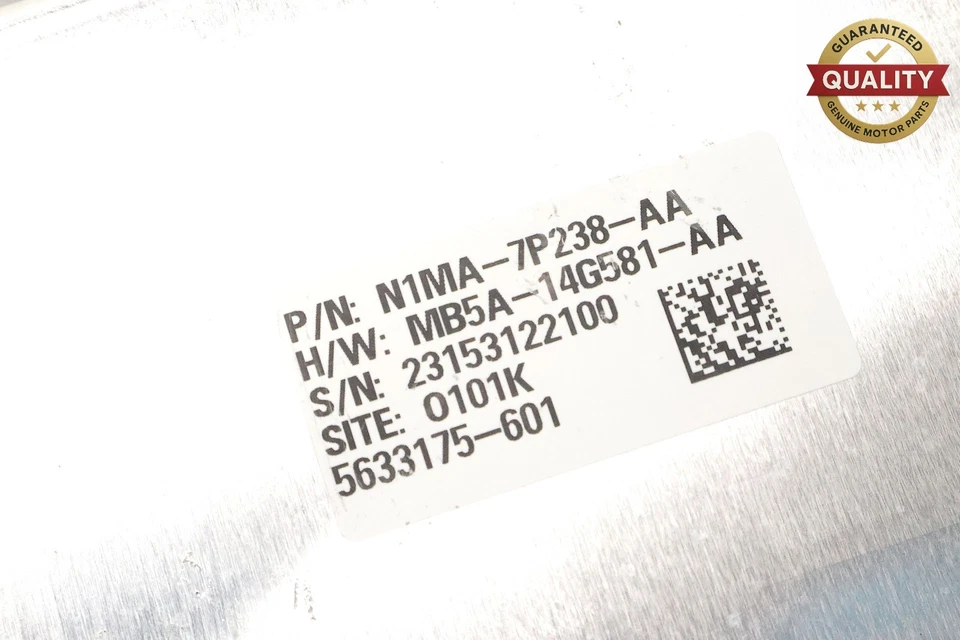 GUARANTEED
QUALITY
GENUINE MOTOR PARTS
P/N: N1MA-7P238-AA
H/W: MB5A-14G581-AA
S/N: 23153122100
SITE: 0101K
5633175-601